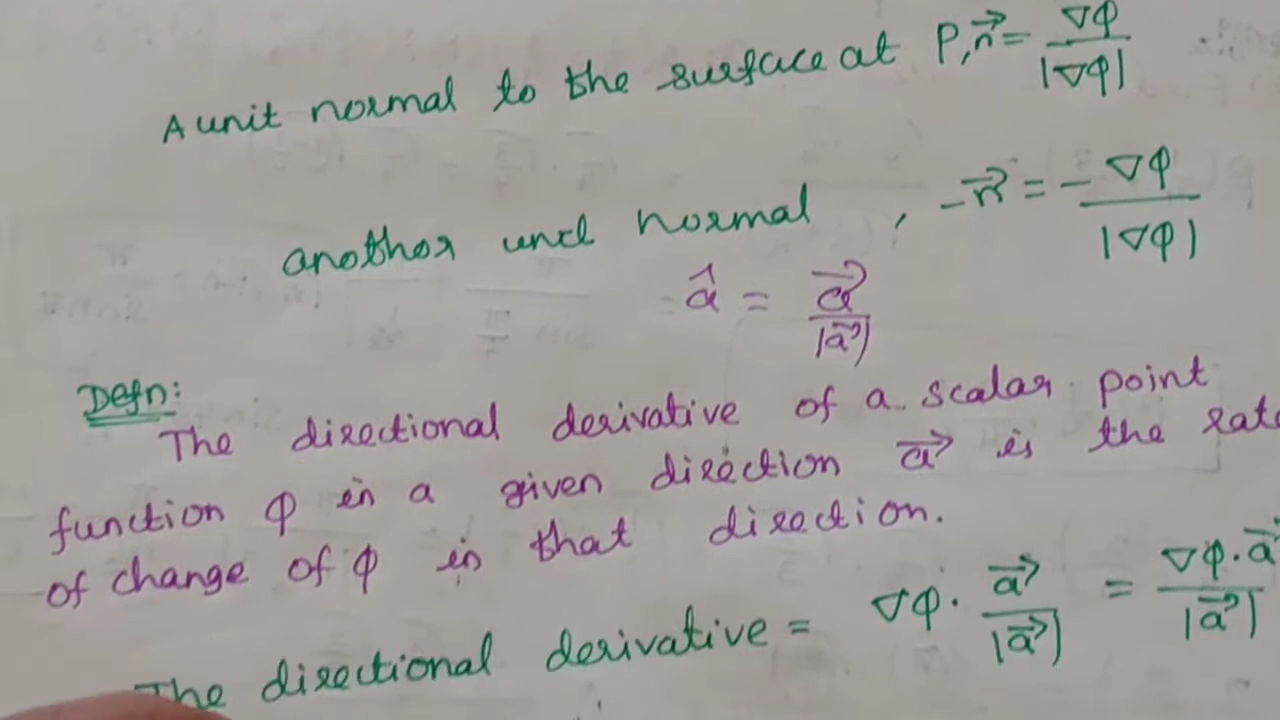 A unit normal to the surface at P, n⃗ = ∇φ/|∇φ|
another unit normal , -n⃗ = - ∇φ/|∇φ|
â = a⃗/|a⃗|
Defn:
The directional derivative of a scalar point
function φ in a given direction a⃗ is the rate
of change of φ in that direction.
The directional derivative = ∇φ · a⃗/|a⃗| = ∇φ · a⃗/|a⃗|